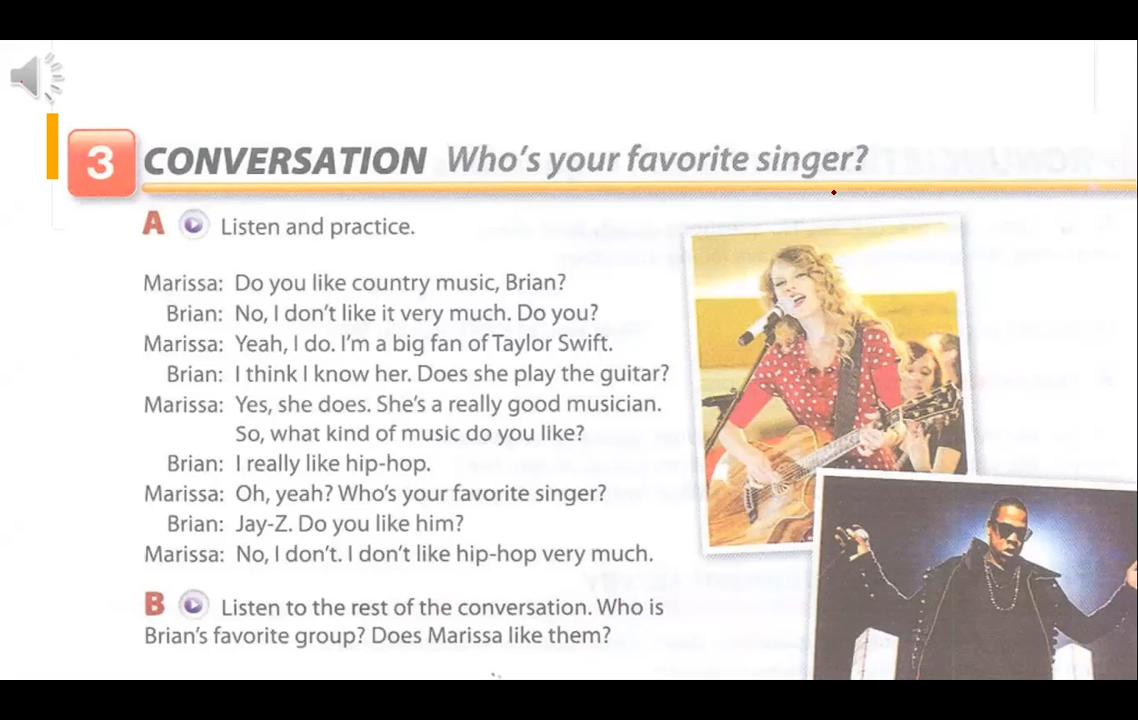 3 CONVERSATION Who's your favorite singer?
A Listen and practice.
Marissa: Do you like country music, Brian?
Brian: No, I don't like it very much. Do you?
Marissa: Yeah, I do. I'm a big fan of Taylor Swift.
Brian: I think I know her. Does she play the guitar?
Marissa: Yes, she does. She's a really good musician.
So, what kind of music do you like?
Brian: I really like hip-hop.
Marissa: Oh, yeah? Who's your favorite singer?
Brian: Jay-Z. Do you like him?
Marissa: No, I don't. I don't like hip-hop very much.
B Listen to the rest of the conversation. Who is
Brian's favorite group? Does Marissa like them?